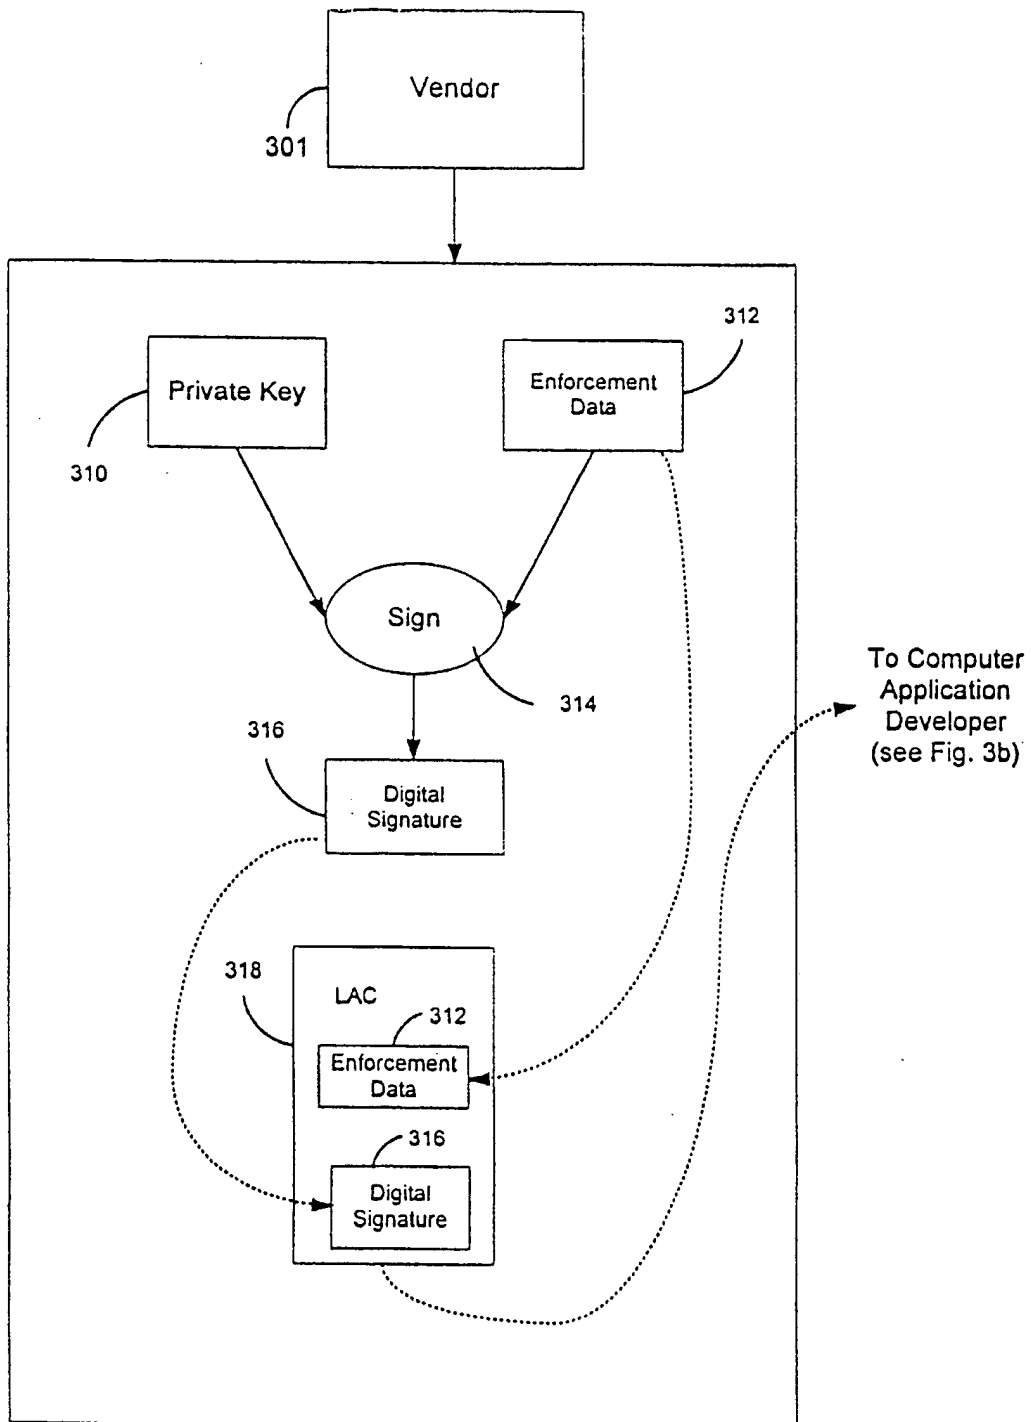 Vendor
301
312
Private Key
Enforcement
Data
310
Sign
314
To Computer
Application
Developer
(see Fig. 3b)
316
Digital
Signature
318
LAC
312
Enforcement
Data
316
Digital
Signature